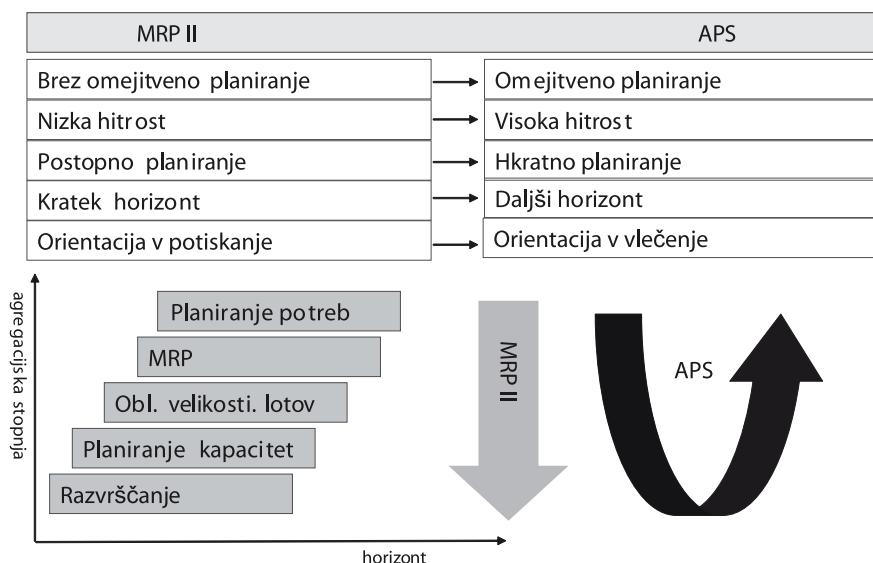 MRP II APS
Brez omejitveno planiranje Omejitveno planiranje
Nizka hitrost Visoka hitrost
Postopno planiranje Hkratno planiranje
Kratek horizont Daljši horizont
Orientacija v potiskanje Orientacija v vlečenje
agregacijska stopnja
Planiranje potreb
MRP
Obl. velikosti. lotov
Planiranje kapacitet
Razvrščanje
horizont
MRP II
APS